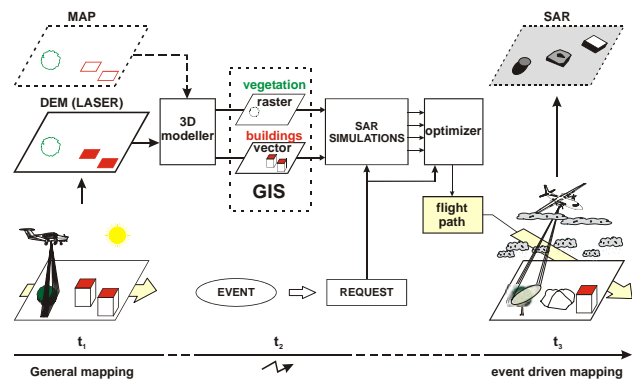 MAP
SAR
DEM (LASER)
3D
modeller
vegetation
raster
buildings
vector
GIS
SAR
SIMULATIONS
optimizer
flight
path
EVENT
REQUEST
t1
t2
t3
General mapping
event driven mapping